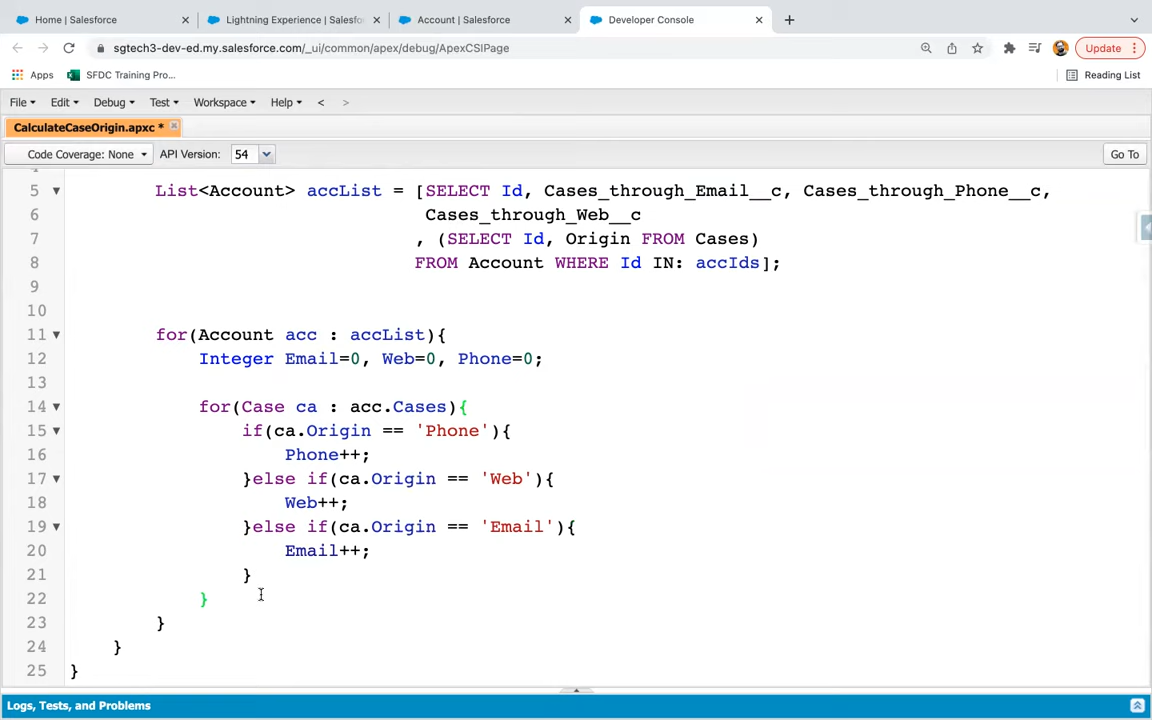 Home | Salesforce
Lightning Experience | Salesfo
Account | Salesforce
Developer Console
sgtech3-dev-ed.my.salesforce.com/_ui/common/apex/debug/ApexCSIPage
Update
Apps
SFDC Training Pro...
Reading List
File
Edit
Debug
Test
Workspace
Help
<
>
CalculateCaseOrigin.apxc *
Code Coverage: None
API Version:
54
Go To
5 List<Account> accList = [SELECT Id, Cases_through_Email__c, Cases_through_Phone__c,
6 Cases_through_Web__c
7 , (SELECT Id, Origin FROM Cases)
8 FROM Account WHERE Id IN: accIds];
9
10
11 for(Account acc : accList){
12 Integer Email=0, Web=0, Phone=0;
13
14 for(Case ca : acc.Cases){
15 if(ca.Origin == 'Phone'){
16 Phone++;
17 }else if(ca.Origin == 'Web'){
18 Web++;
19 }else if(ca.Origin == 'Email'){
20 Email++;
21 }
22 }
23 }
24 }
25 }
Logs, Tests, and Problems